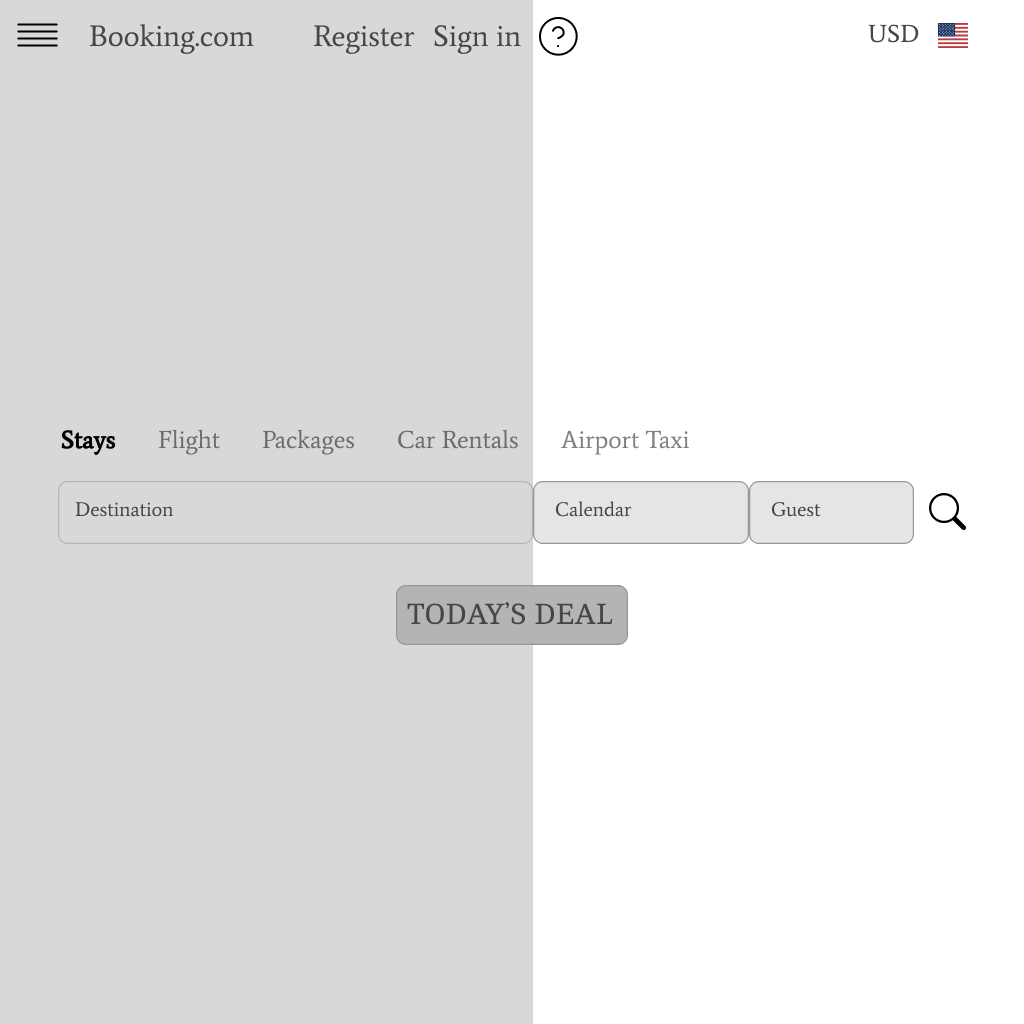 Booking.com Register Sign in ? USD
Stays Flight Packages Car Rentals Airport Taxi
Destination Calendar Guest
TODAY’S DEAL